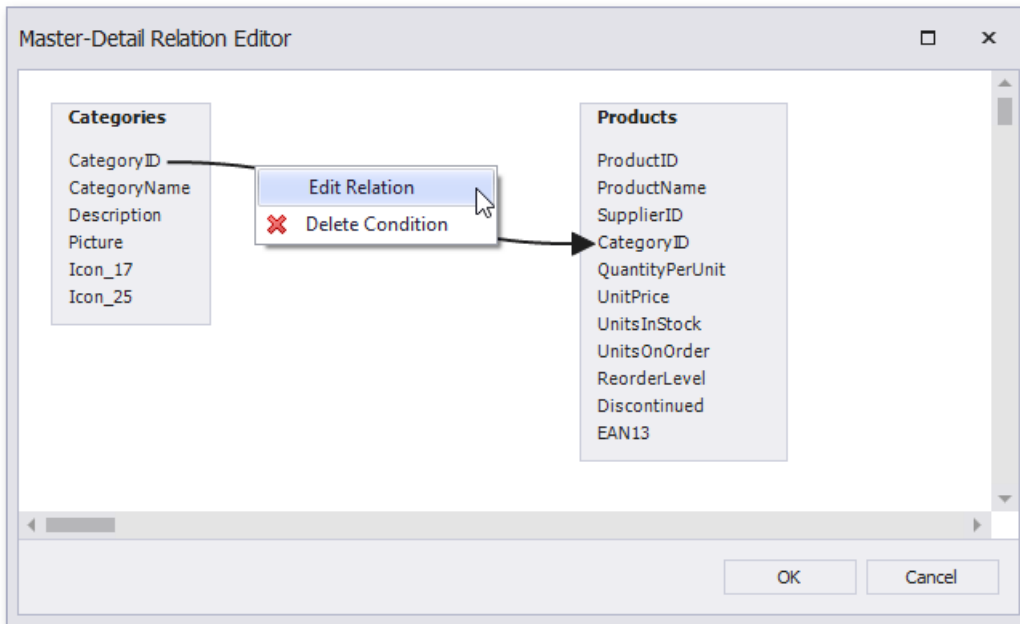 Master-Detail Relation Editor
Categories
CategoryID
CategoryName
Description
Picture
Icon_17
Icon_25
Edit Relation
Delete Condition
Products
ProductID
ProductName
SupplierID
CategoryID
QuantityPerUnit
UnitPrice
UnitsInStock
UnitsOnOrder
ReorderLevel
Discontinued
EAN13
OK
Cancel